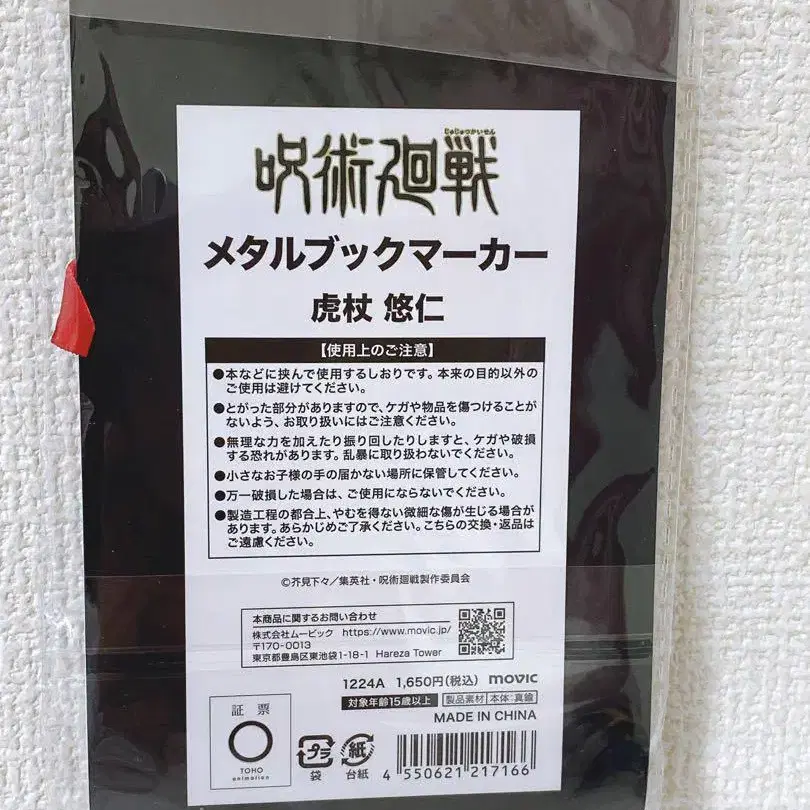 じゅじゅつかいせん
呪術廻戦
メタルブックマーカー
虎杖 悠仁
【使用上のご注意】
●本などに挟んで使用するしおりです。本来の目的以外の
ご使用は避けてください。
●とがった部分がありますので、ケガや物品を傷つけることが
ないよう、お取り扱いにはご注意ください。
●無理な力を加えたり振り回したりしますと、ケガや破損
する恐れがあります。乱暴に取り扱わないでください。
●小さなお子様の手の届かない場所に保管してください。
●万一破損した場合は、ご使用にならないでください。
●製造工程の都合上、やむを得ない微細な傷が生じる場合が
あります。あらかじめご了承ください。こちらの交換・返品は
ご遠慮ください。
©芥見下々／集英社・呪術廻戦製作委員会
本商品に関するお問い合わせ
株式会社ムービック https://www.movic.jp/
〒170-0013
東京都豊島区東池袋1-18-1 Hareza Tower
1224A 1,650円(税込) movic
対象年齢15歳以上 製品素材 本体：真鍮
MADE IN CHINA
証票
TOHO
animation
プラ
袋
紙
台紙
4 550621 217166